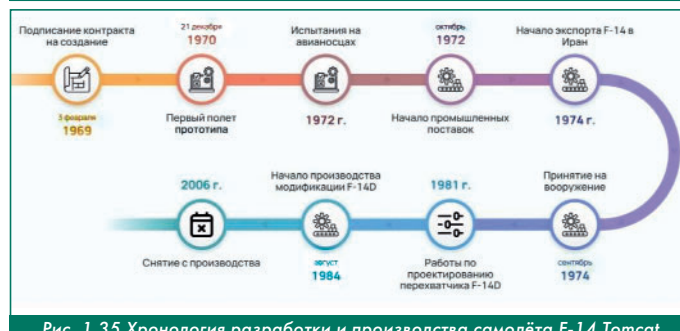 Подписание контракта
на создание
3 февраля
1969
21 декабря
1970
Первый полет
прототипа
Испытания на
авианосцах
1972 г.
октябрь
1972
Начало промышленных
поставок
Начало экспорта F-14 в
Иран
1974 г.
Принятие на
вооружение
сентябрь
1974
1981 г.
Работы по
проектированию
перехватчика F-14D
Начало производства
модификации F-14D
август
1984
2006 г.
Снятие с производства
Рис. 1.35 Хронология разработки и производства самолёта F-14 Tomcat